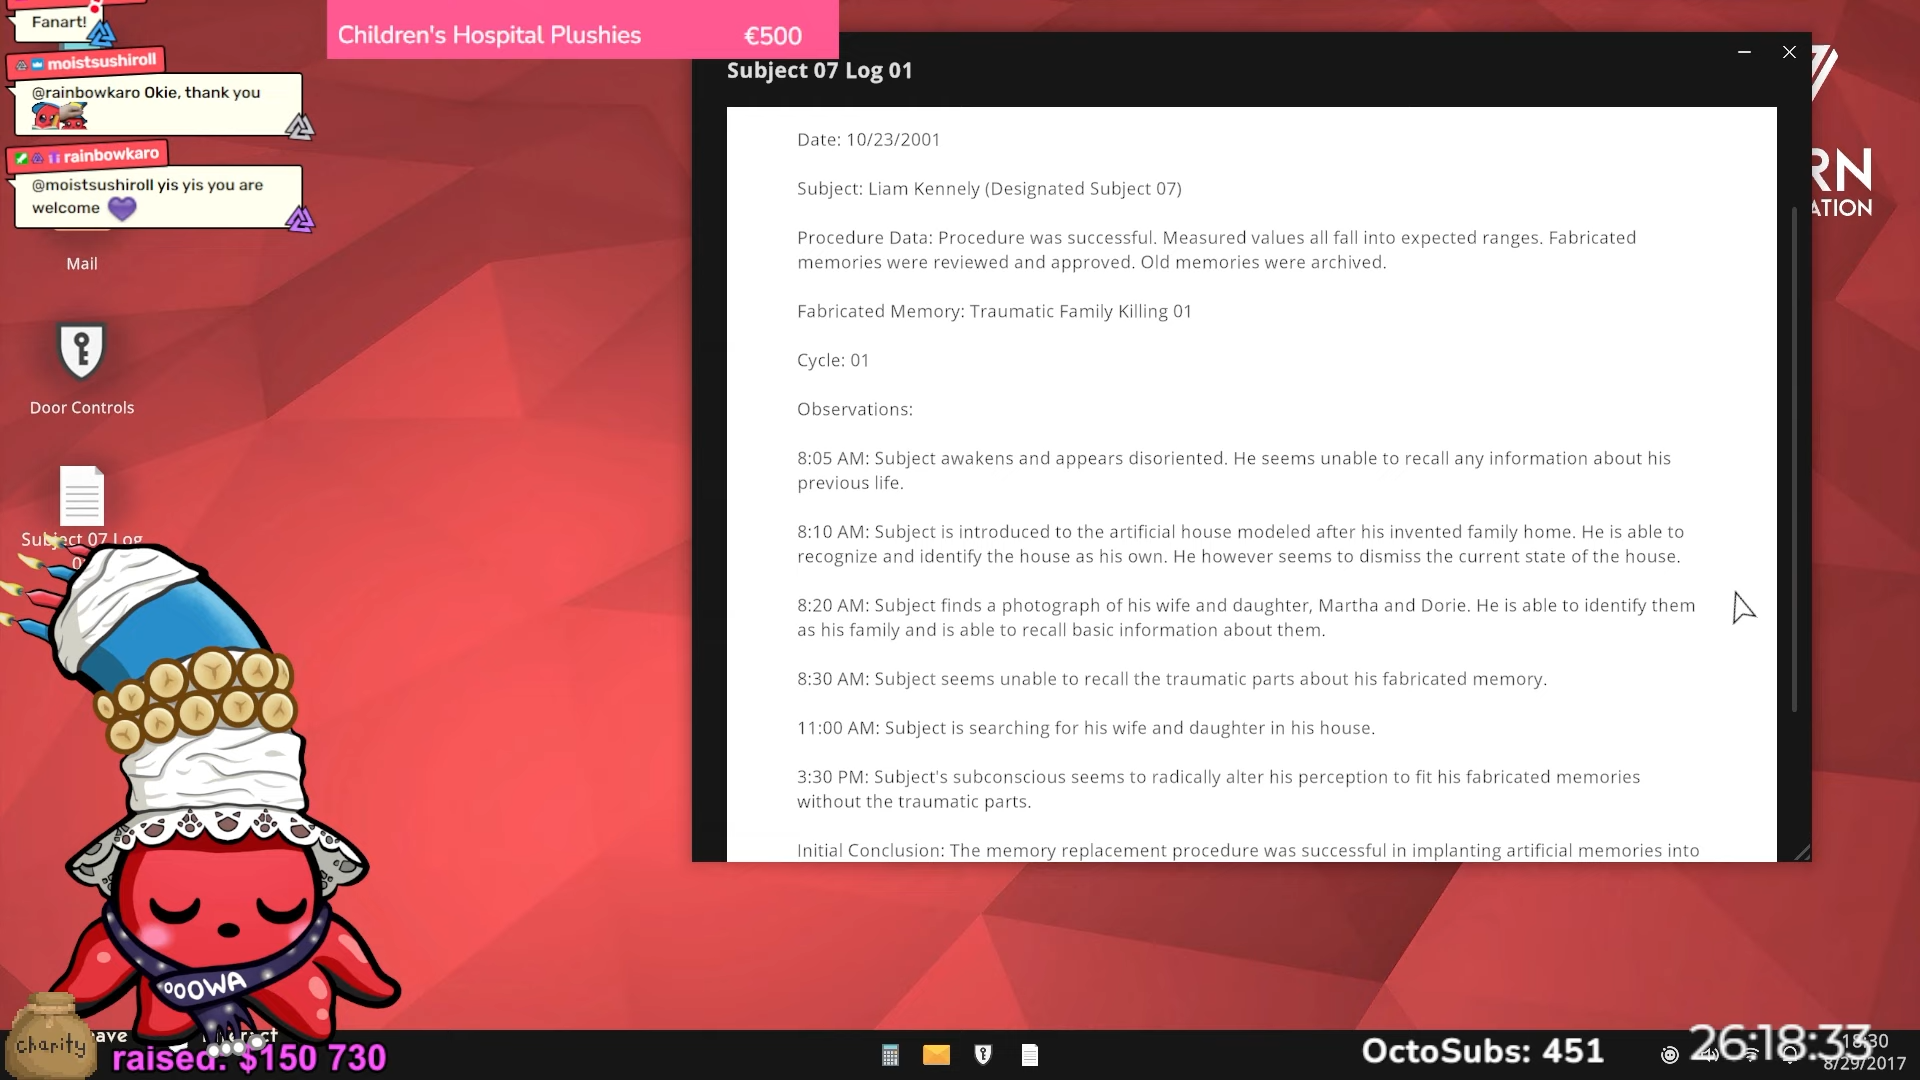 Fanart!
moistsushiroll
@rainbowkaro Okie, thank you
rainbowkaro
@moistsushiroll yis yis you are
welcome
Mail
Door Controls
Subject 07 Log
Children's Hospital Plushies €500
Subject 07 Log 01
Date: 10/23/2001
Subject: Liam Kennely (Designated Subject 07)
Procedure Data: Procedure was successful. Measured values all fall into expected ranges. Fabricated
memories were reviewed and approved. Old memories were archived.
Fabricated Memory: Traumatic Family Killing 01
Cycle: 01
Observations:
8:05 AM: Subject awakens and appears disoriented. He seems unable to recall any information about his
previous life.
8:10 AM: Subject is introduced to the artificial house modeled after his invented family home. He is able to
recognize and identify the house as his own. He however seems to dismiss the current state of the house.
8:20 AM: Subject finds a photograph of his wife and daughter, Martha and Dorie. He is able to identify them
as his family and is able to recall basic information about them.
8:30 AM: Subject seems unable to recall the traumatic parts about his fabricated memory.
11:00 AM: Subject is searching for his wife and daughter in his house.
3:30 PM: Subject's subconscious seems to radically alter his perception to fit his fabricated memories
without the traumatic parts.
Initial Conclusion: The memory replacement procedure was successful in implanting artificial memories into
RN
ATION
OOOWA
charity
raised: $150 730
OctoSubs: 451
26:18:33
18:30
8/29/2017